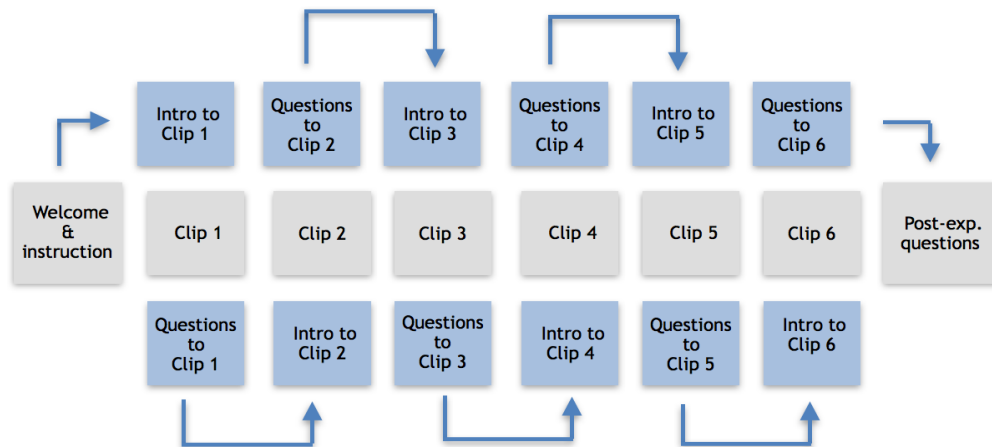 Intro to
Clip 1
Questions
to
Clip 2
Intro to
Clip 3
Questions
to
Clip 4
Intro to
Clip 5
Questions
to
Clip 6
Welcome
&
instruction
Clip 1
Clip 2
Clip 3
Clip 4
Clip 5
Clip 6
Post-exp.
questions
Questions
to
Clip 1
Intro to
Clip 2
Questions
to
Clip 3
Intro to
Clip 4
Questions
to
Clip 5
Intro to
Clip 6